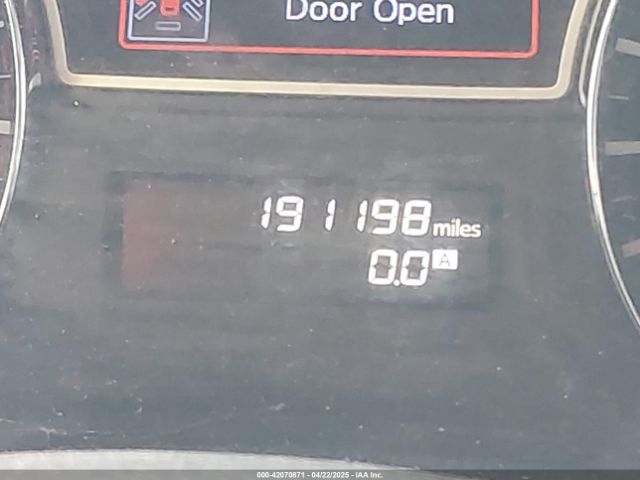 Door Open
191198 miles
0.0 A
000-42070871 - 04/22/2025 - IAA Inc.